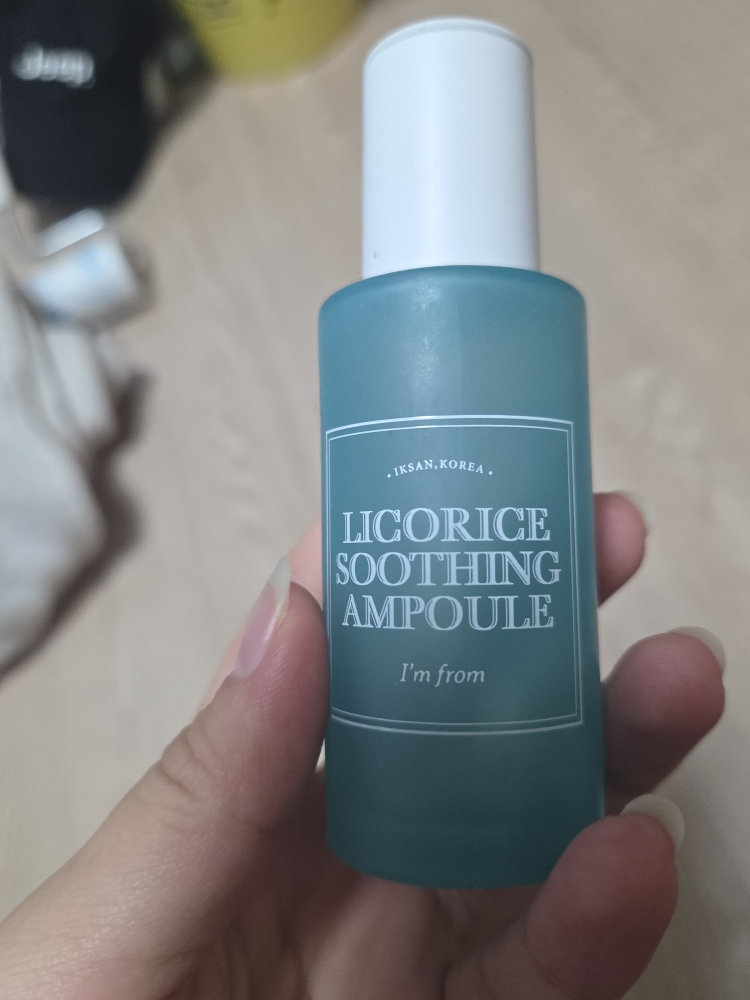 Jeep
· IKSAN,KOREA ·
LICORICE
SOOTHING
AMPOULE
I'm from